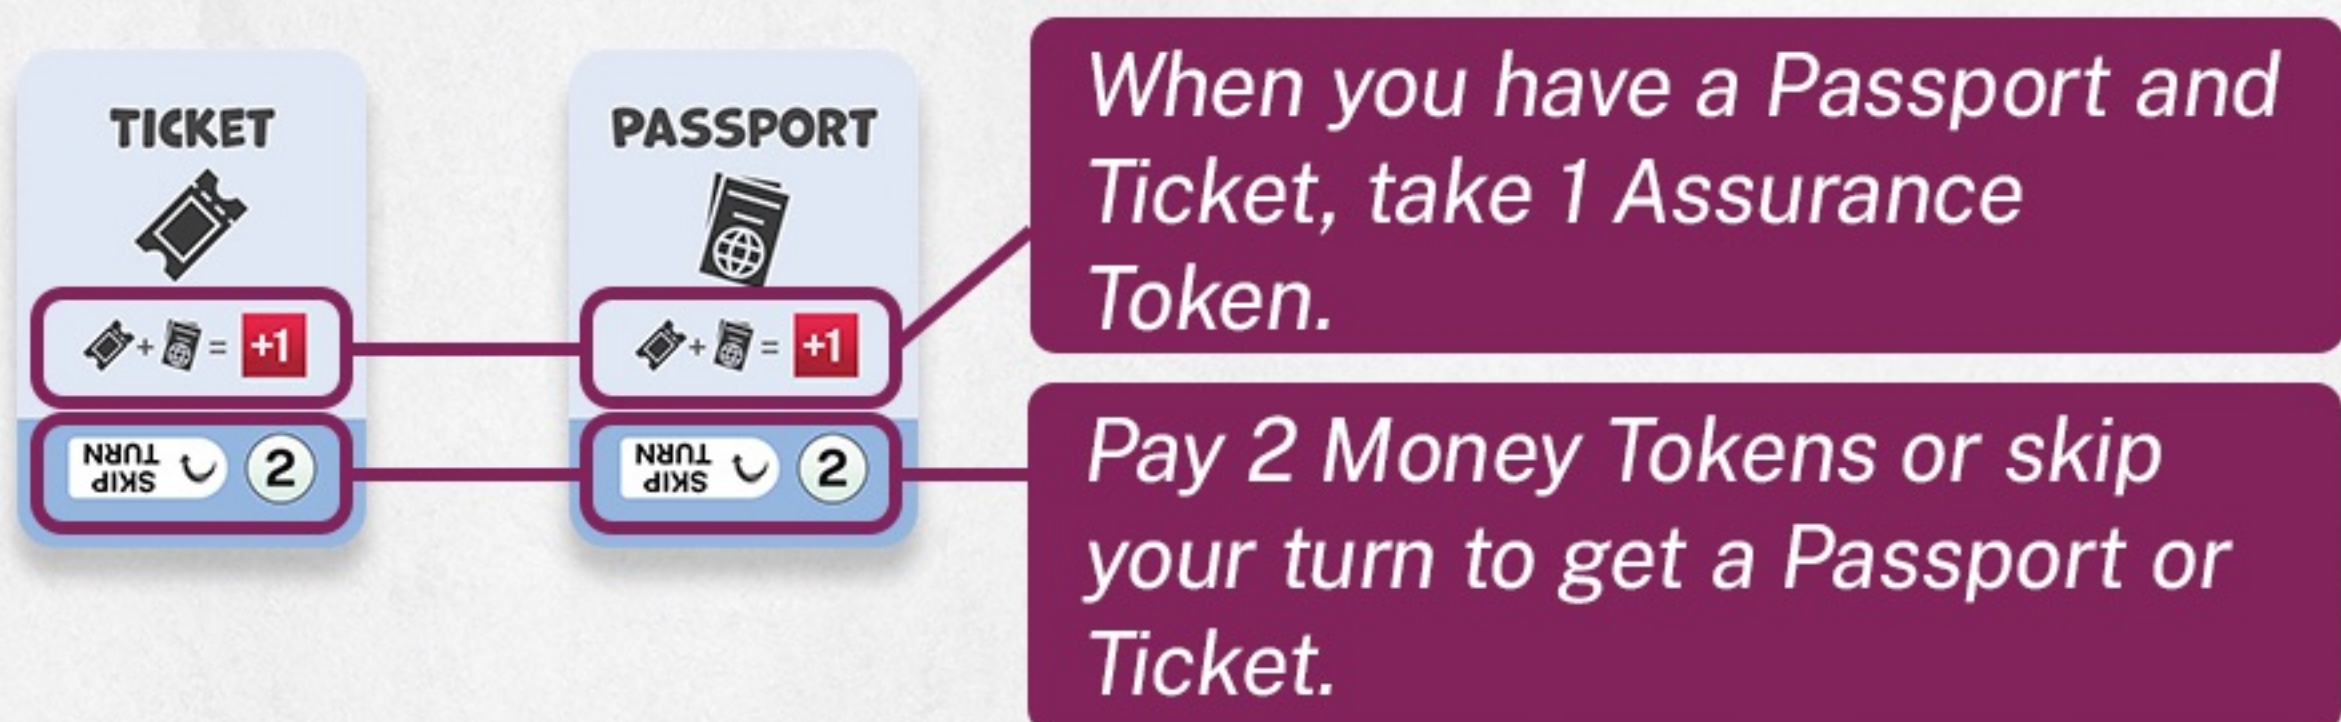 TICKET
+ = +1
SKIP
TURN
2
PASSPORT
+ = +1
SKIP
TURN
2
When you have a Passport and
Ticket, take 1 Assurance
Token.
Pay 2 Money Tokens or skip
your turn to get a Passport or
Ticket.